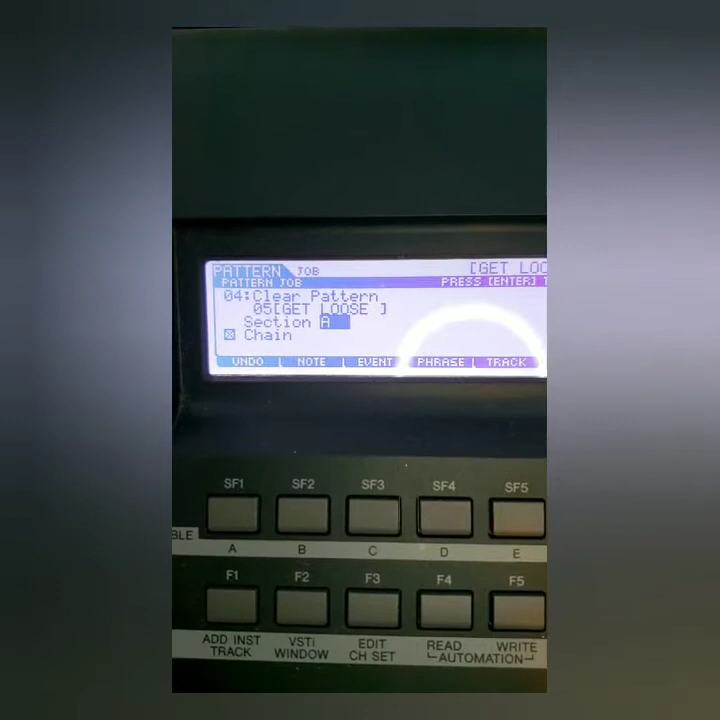 PATTERN JOB [GET LOO
PATTERN JOB PRESS [ENTER] T
04:Clear Pattern
05[GET LOOSE ]
Section A
Chain
UNDO NOTE EVENT PHRASE TRACK
SF1 SF2 SF3 SF4 SF5
BLE
A B C D E
F1 F2 F3 F4 F5
ADD INST TRACK VSTi WINDOW EDIT CH SET READ WRITE
AUTOMATION